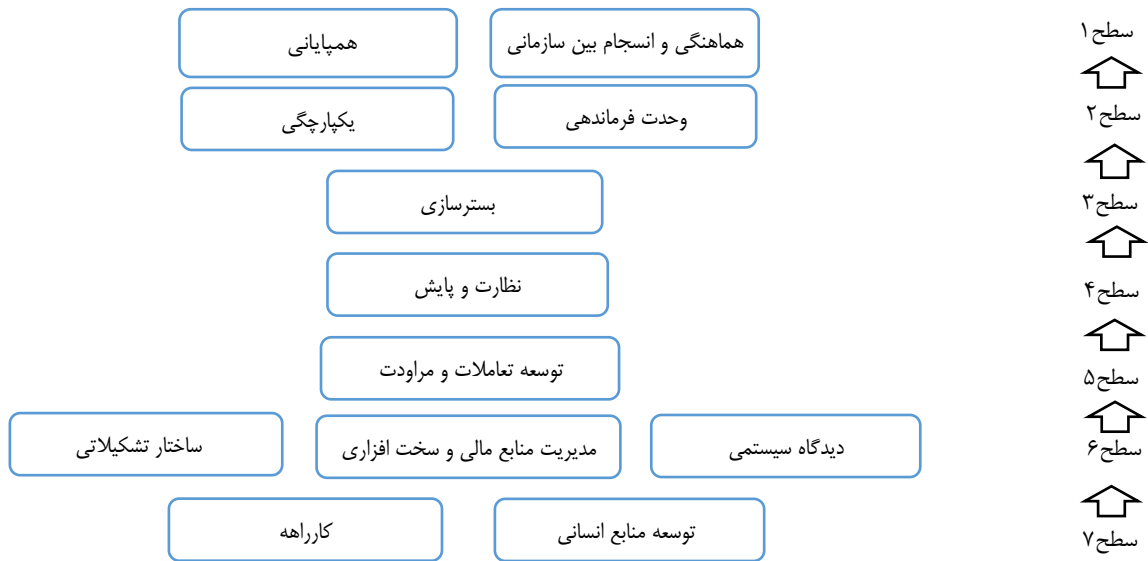 هماهنگی و انسجام بین سازمانی
همپایانی
سطح۱
وحدت فرماندهی
یکپارچگی
سطح۲
بسترسازی
سطح۳
نظارت و پایش
سطح۴
توسعه تعاملات و مراودت
سطح۵
دیدگاه سیستمی
مدیریت منابع مالی و سخت افزاری
ساختار تشکیلاتی
سطح۶
توسعه منابع انسانی
کارراهه
سطح۷